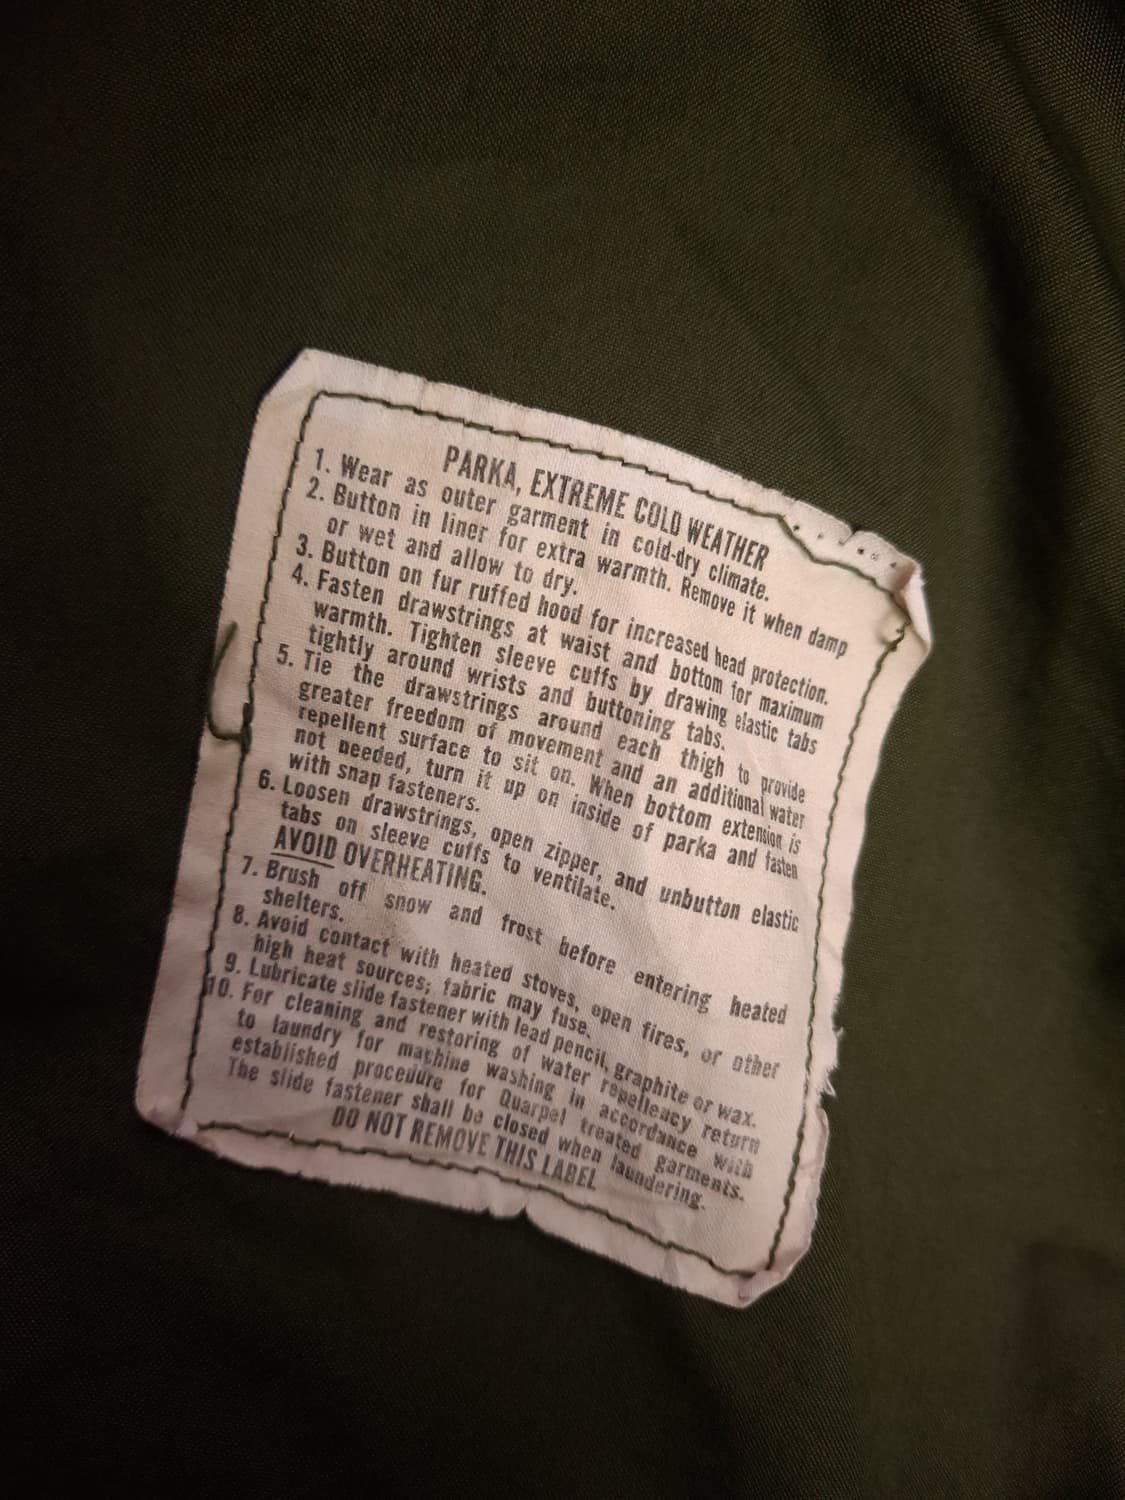 PARKA, EXTREME COLD WEATHER
1. Wear as outer garment in cold-dry climate.
2. Button in liner for extra warmth. Remove it when damp
or wet and allow to dry.
3. Button on fur ruffed hood for increased head protection.
4. Fasten drawstrings at waist and bottom for maximum
warmth. Tighten sleeve cuffs by drawing elastic tabs
tightly around wrists and buttoning tabs.
5. Tie the drawstrings around each thigh to provide
greater freedom of movement and an additional water
repellent surface to sit on. When bottom extension is
not needed, turn it up on inside of parka and fasten
with snap fasteners.
6. Loosen drawstrings, open zipper, and unbutton elastic
tabs on sleeve cuffs to ventilate.
AVOID OVERHEATING.
7. Brush off snow and frost before entering heated
shelters.
8. Avoid contact with heated stoves, open fires, or other
high heat sources; fabric may fuse.
9. Lubricate slide fastener with lead pencil, graphite or wax.
10. For cleaning and restoring of water repellency return
to laundry for machine washing in accordance with
established procedure for Quarpel treated garments.
The slide fastener shall be closed when laundering.
DO NOT REMOVE THIS LABEL